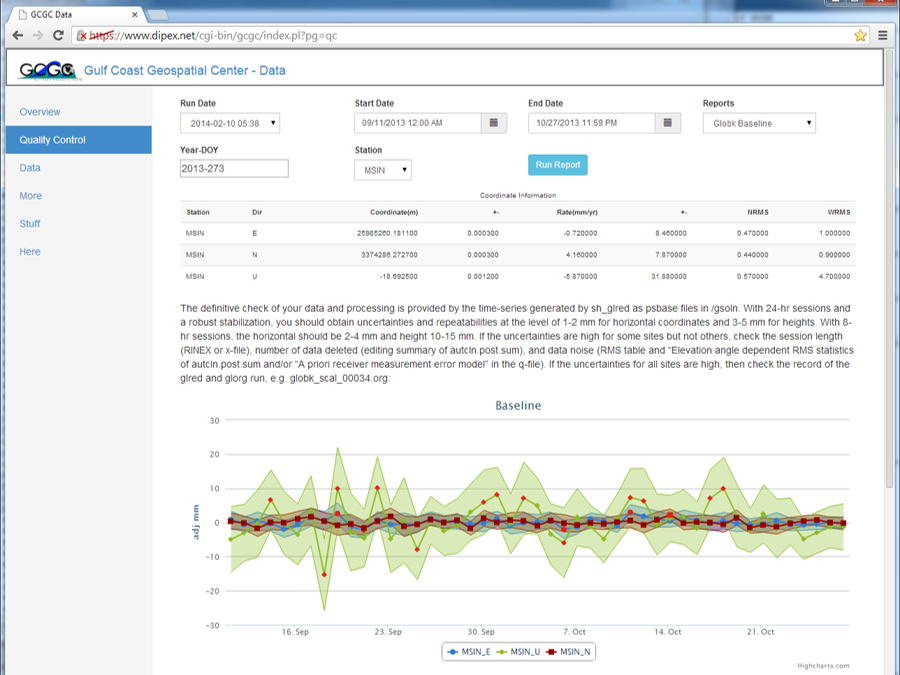 GCGC Data
https://www.dipex.net/cgi-bin/gcgc/index.pl?pg=qc
GCGC Gulf Coast Geospatial Center - Data
Overview
Quality Control
Data
More
Stuff
Here
Run Date Start Date End Date Reports
2014-02-10 05:38 09/11/2013 12:00 AM 10/27/2013 11:59 PM Globk Baseline
Year-DOY Station
2013-273 MSIN Run Report
Coordinate Information
Station Dir Coordinate(m) +- Rate(mm/yr) +- NRMS WRMS
MSIN E 25985260.181100 0.000300 -0.720000 8.460000 0.470000 1.000000
MSIN N 3374286.272700 0.000300 4.160000 7.870000 0.440000 0.900000
MSIN U -18.692500 0.001200 -5.870000 31.880000 0.570000 4.700000
The definitive check of your data and processing is provided by the time-series generated by sh_glred as psbase files in /gsoln. With 24-hr sessions and
a robust stabilization, you should obtain uncertainties and repeatabilities at the level of 1-2 mm for horizontal coordinates and 3-5 mm for heights. With 8-
hr sessions, the horizontal should be 2-4 mm and height 10-15 mm. If the uncertainties are high for some sites but not others, check the session length
(RINEX or x-file), number of data deleted (editing summary of autcln.post.sum), and data noise (RMS table and "Elevation angle dependent RMS statistics
of autcln.post.sum and/or "A priori receiver measurement error model" in the q-file). If the uncertainties for all sites are high, then check the record of the
glred and glorg run, e.g. globk_scal_00034.org:
Baseline
adj mm
30
20
10
0
-10
-20
-30
16. Sep 23. Sep 30. Sep 7. Oct 14. Oct 21. Oct
MSIN_E MSIN_U MSIN_N
Highcharts.com